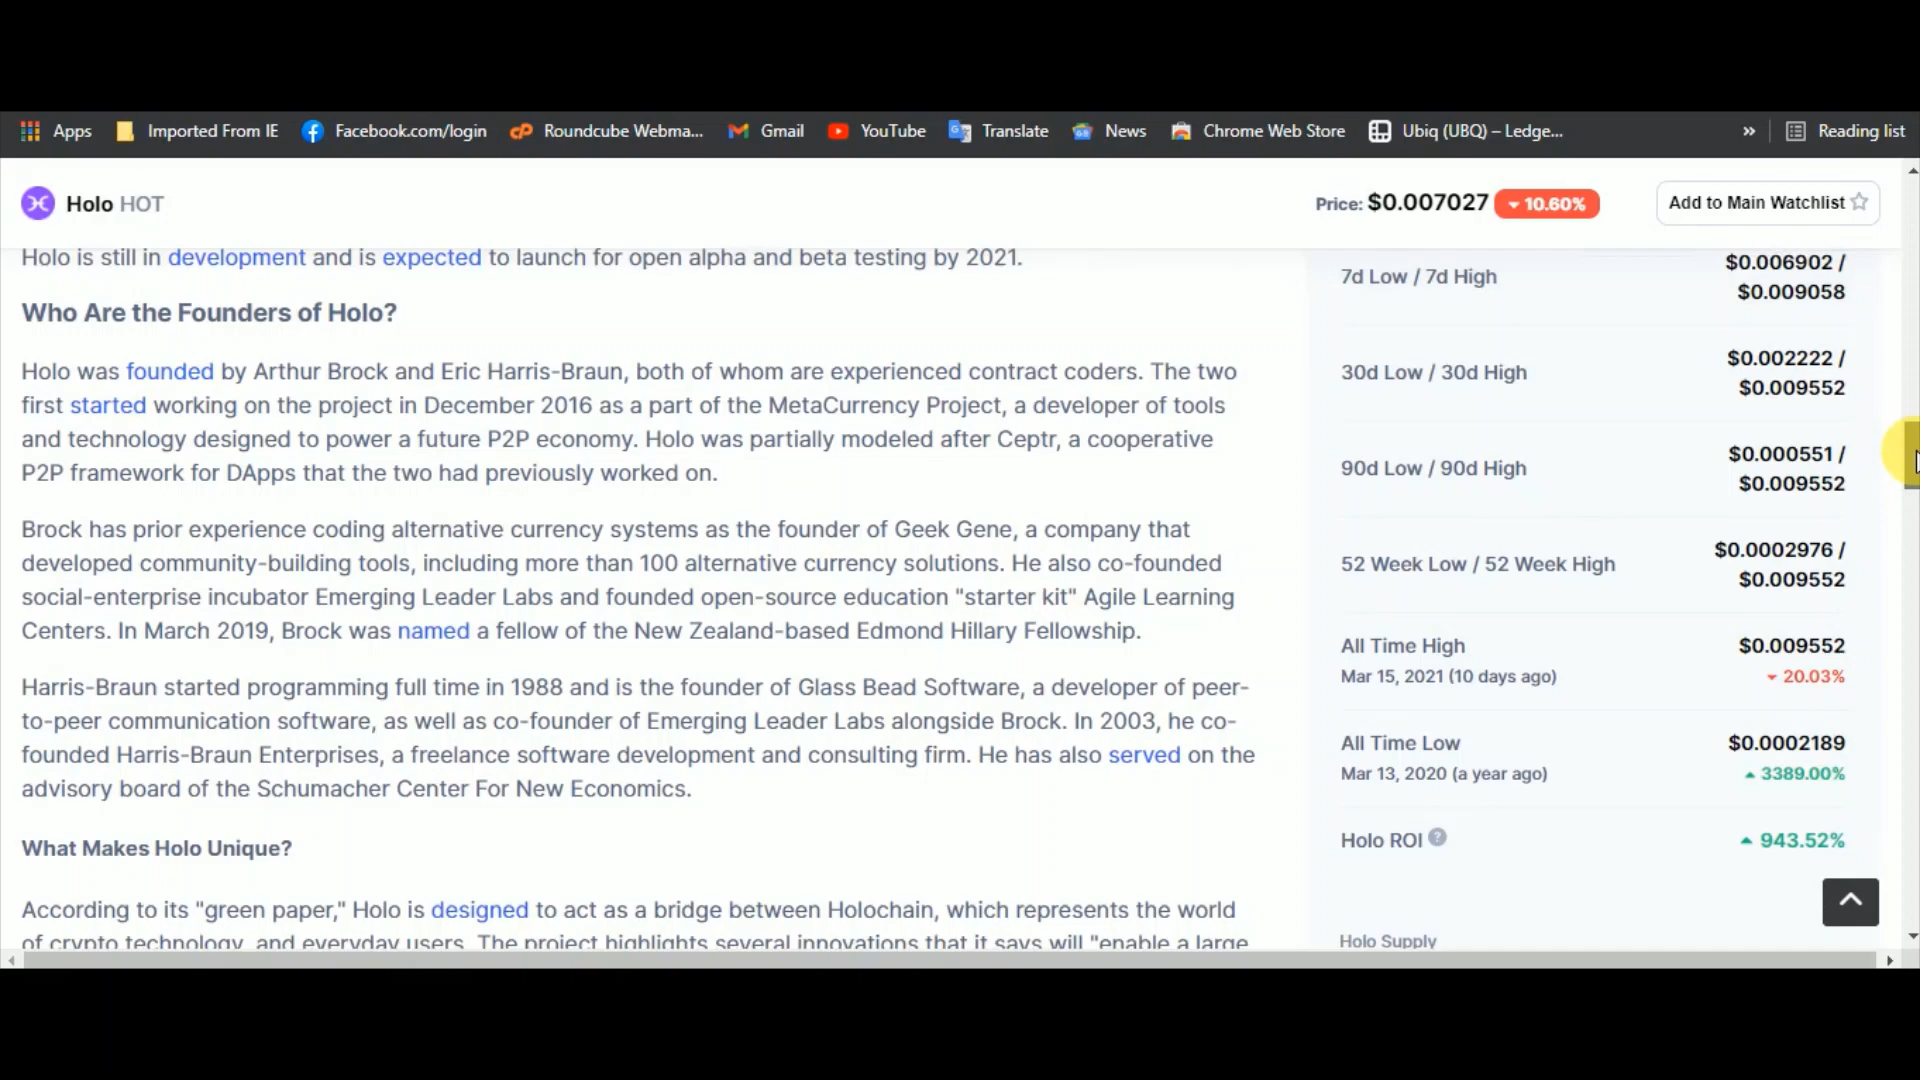 Apps Imported From IE Facebook.com/login Roundcube Webma... Gmail YouTube Translate News Chrome Web Store Ubiq (UBQ) – Ledge... » Reading list
Holo HOT Price: $0.007027 10.60% Add to Main Watchlist
Holo is still in development and is expected to launch for open alpha and beta testing by 2021.
Who Are the Founders of Holo?
Holo was founded by Arthur Brock and Eric Harris-Braun, both of whom are experienced contract coders. The two
first started working on the project in December 2016 as a part of the MetaCurrency Project, a developer of tools
and technology designed to power a future P2P economy. Holo was partially modeled after Ceptr, a cooperative
P2P framework for DApps that the two had previously worked on.
Brock has prior experience coding alternative currency systems as the founder of Geek Gene, a company that
developed community-building tools, including more than 100 alternative currency solutions. He also co-founded
social-enterprise incubator Emerging Leader Labs and founded open-source education "starter kit" Agile Learning
Centers. In March 2019, Brock was named a fellow of the New Zealand-based Edmond Hillary Fellowship.
Harris-Braun started programming full time in 1988 and is the founder of Glass Bead Software, a developer of peer-
to-peer communication software, as well as co-founder of Emerging Leader Labs alongside Brock. In 2003, he co-
founded Harris-Braun Enterprises, a freelance software development and consulting firm. He has also served on the
advisory board of the Schumacher Center For New Economics.
What Makes Holo Unique?
According to its "green paper," Holo is designed to act as a bridge between Holochain, which represents the world
of crypto technology, and everyday users. The project highlights several innovations that it says will "enable a large
7d Low / 7d High
$0.006902 /
$0.009058
30d Low / 30d High
$0.002222 /
$0.009552
90d Low / 90d High
$0.000551 /
$0.009552
52 Week Low / 52 Week High
$0.0002976 /
$0.009552
All Time High $0.009552
Mar 15, 2021 (10 days ago) 20.03%
All Time Low $0.0002189
Mar 13, 2020 (a year ago) 3389.00%
Holo ROI ? 943.52%
Holo Supply